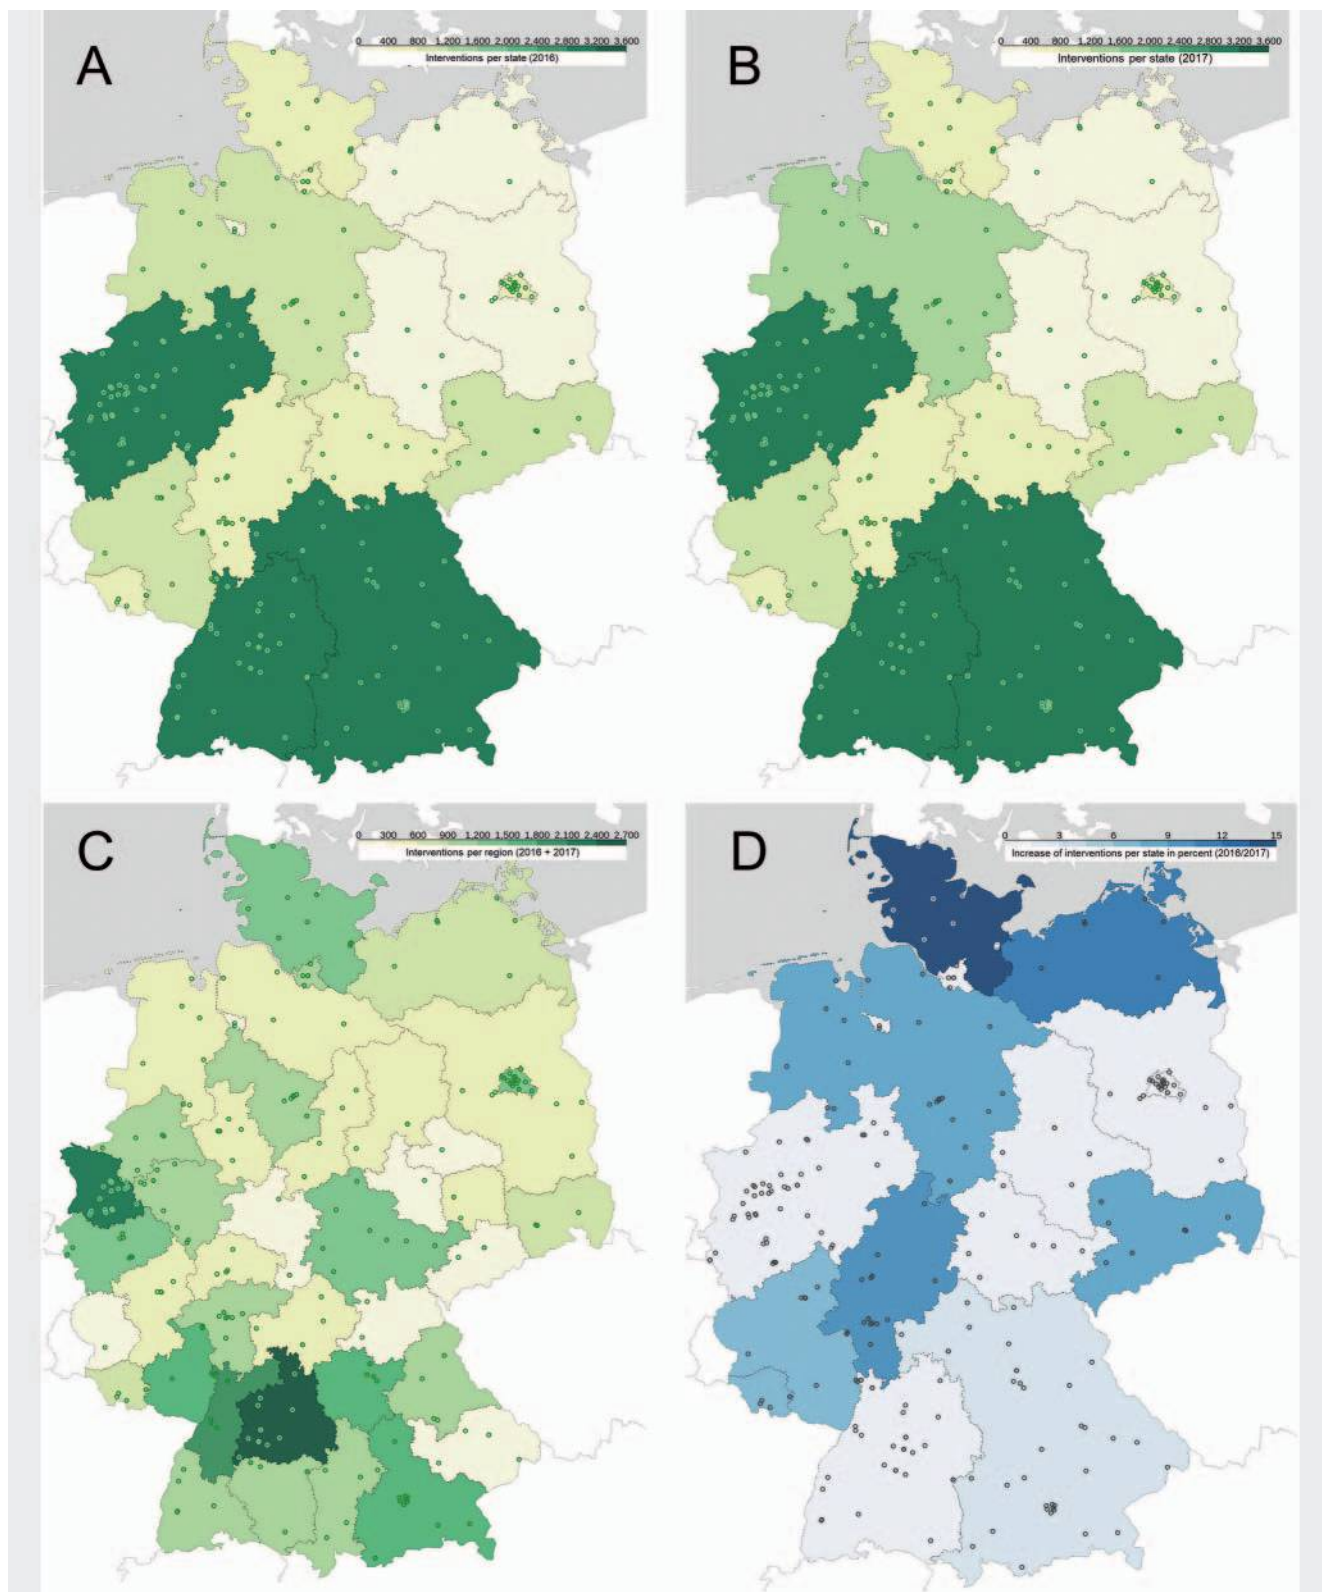 A
0 400 800 1,200 1,600 2,000 2,400 2,800 3,200 3,600
Interventions per state (2016)
B
0 400 800 1,200 1,600 2,000 2,400 2,800 3,200 3,600
Interventions per state (2017)
C
0 300 600 900 1,200 1,500 1,800 2,100 2,400 2,700
Interventions per region (2016 + 2017)
D
0 3 6 9 12 15
Increase of interventions per state in percent (2016/2017)